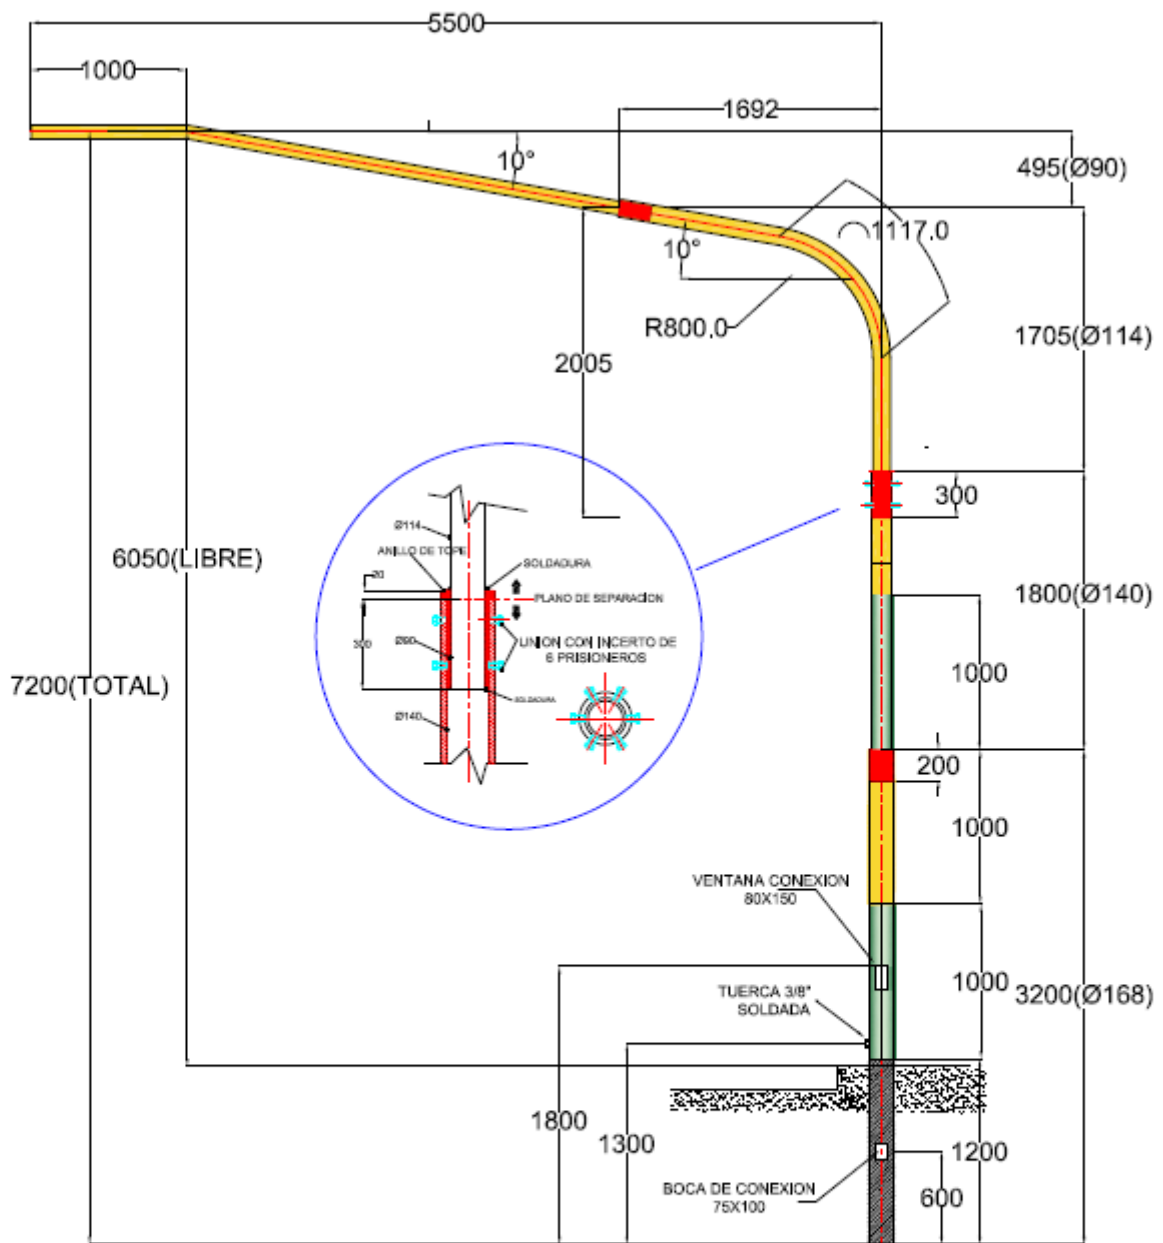 5500
1000
1692
10°
495(Ø90)
1117.0
10°
R800.0
1705(Ø114)
2005
300
Ø114
ANILLO DE TOPE
SOLDADURA
20
PLANO DE SEPARACION
6050(LIBRE)
1800(Ø140)
300
Ø90
UNION CON INCERTO DE
6 PRISIONEROS
1000
7200(TOTAL)
SOLDADURA
Ø140
200
1000
VENTANA CONEXION
80X150
1000
TUERCA 3/8"
SOLDADA
3200(Ø168)
1800
1300
1200
BOCA DE CONEXION
75X100
600